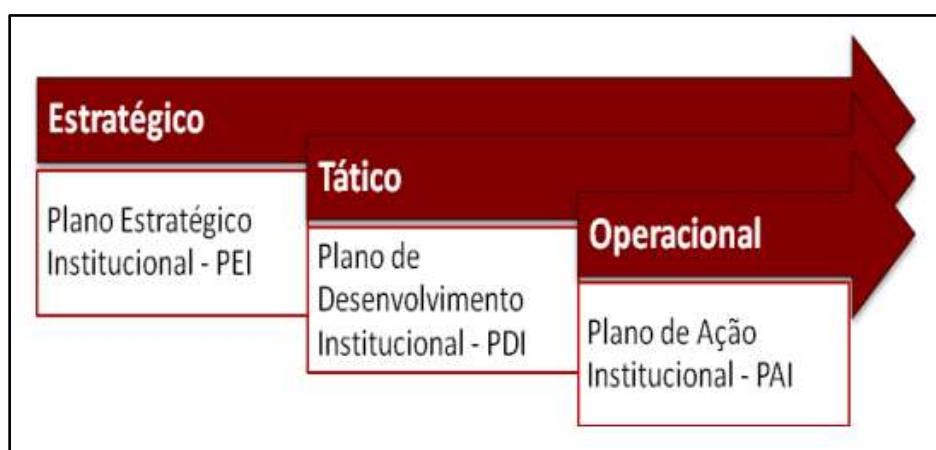 Estratégico
Plano Estratégico
Institucional - PEI
Tático
Plano de
Desenvolvimento
Institucional - PDI
Operacional
Plano de Ação
Institucional - PAI